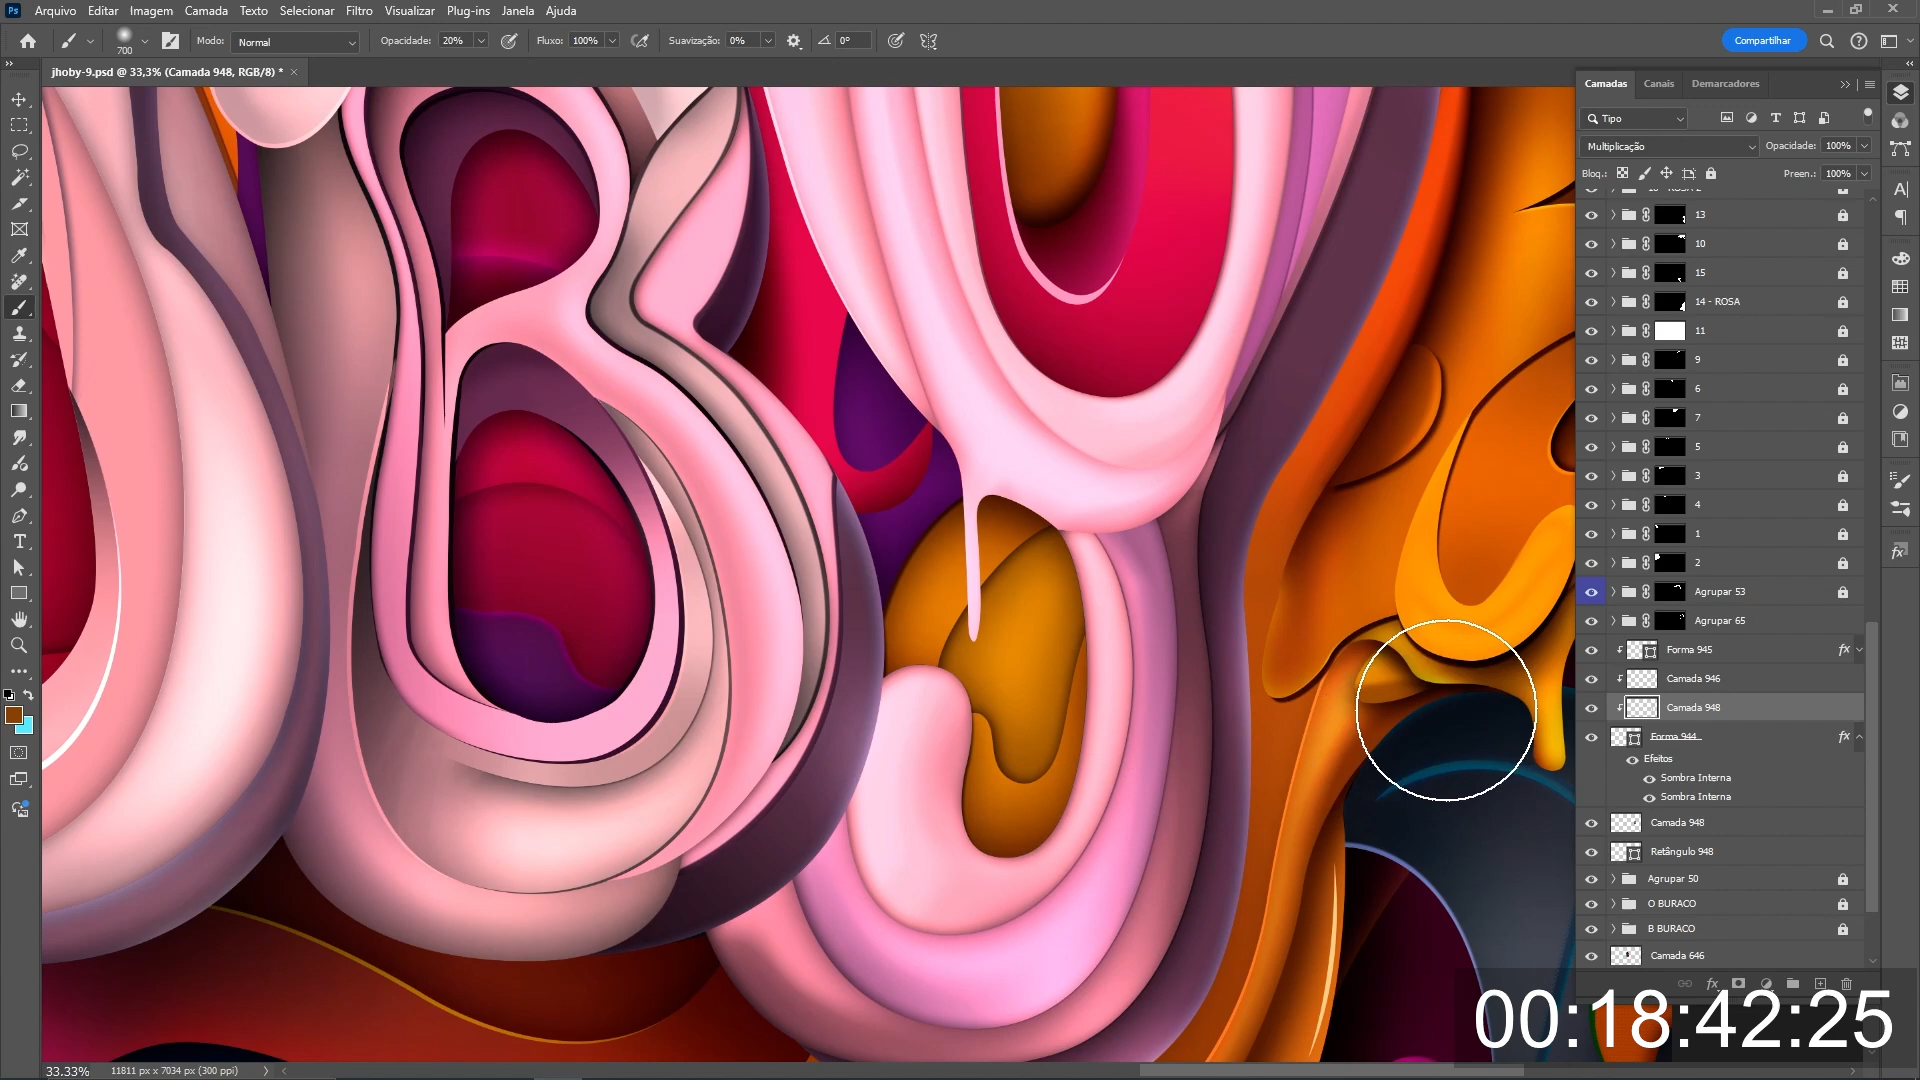 Ps Arquivo Editar Imagem Camada Texto Selecionar Filtro Visualizar Plug-ins Janela Ajuda
700 Modo: Normal Opacidade: 20% Fluxo: 100% Suavização: 0% 0° Compartilhar
jhoby-9.psd @ 33,3% (Camada 948, RGB/8) * ×
Camadas Canais Demarcadores
Tipo
Multiplicação Opacidade: 100%
Bloq.: Preen.: 100%
13
10
15
14 - ROSA
11
9
6
7
5
3
4
1
2
Agrupar 53
Agrupar 65
Forma 945 fx
Camada 946
Camada 948
Forma 944 fx
Efeitos
Sombra Interna
Sombra Interna
Camada 948
Retângulo 948
Agrupar 50
O BURACO
B BURACO
Camada 646
00:18:42:25
33.33% 11811 px x 7034 px (300 ppi)